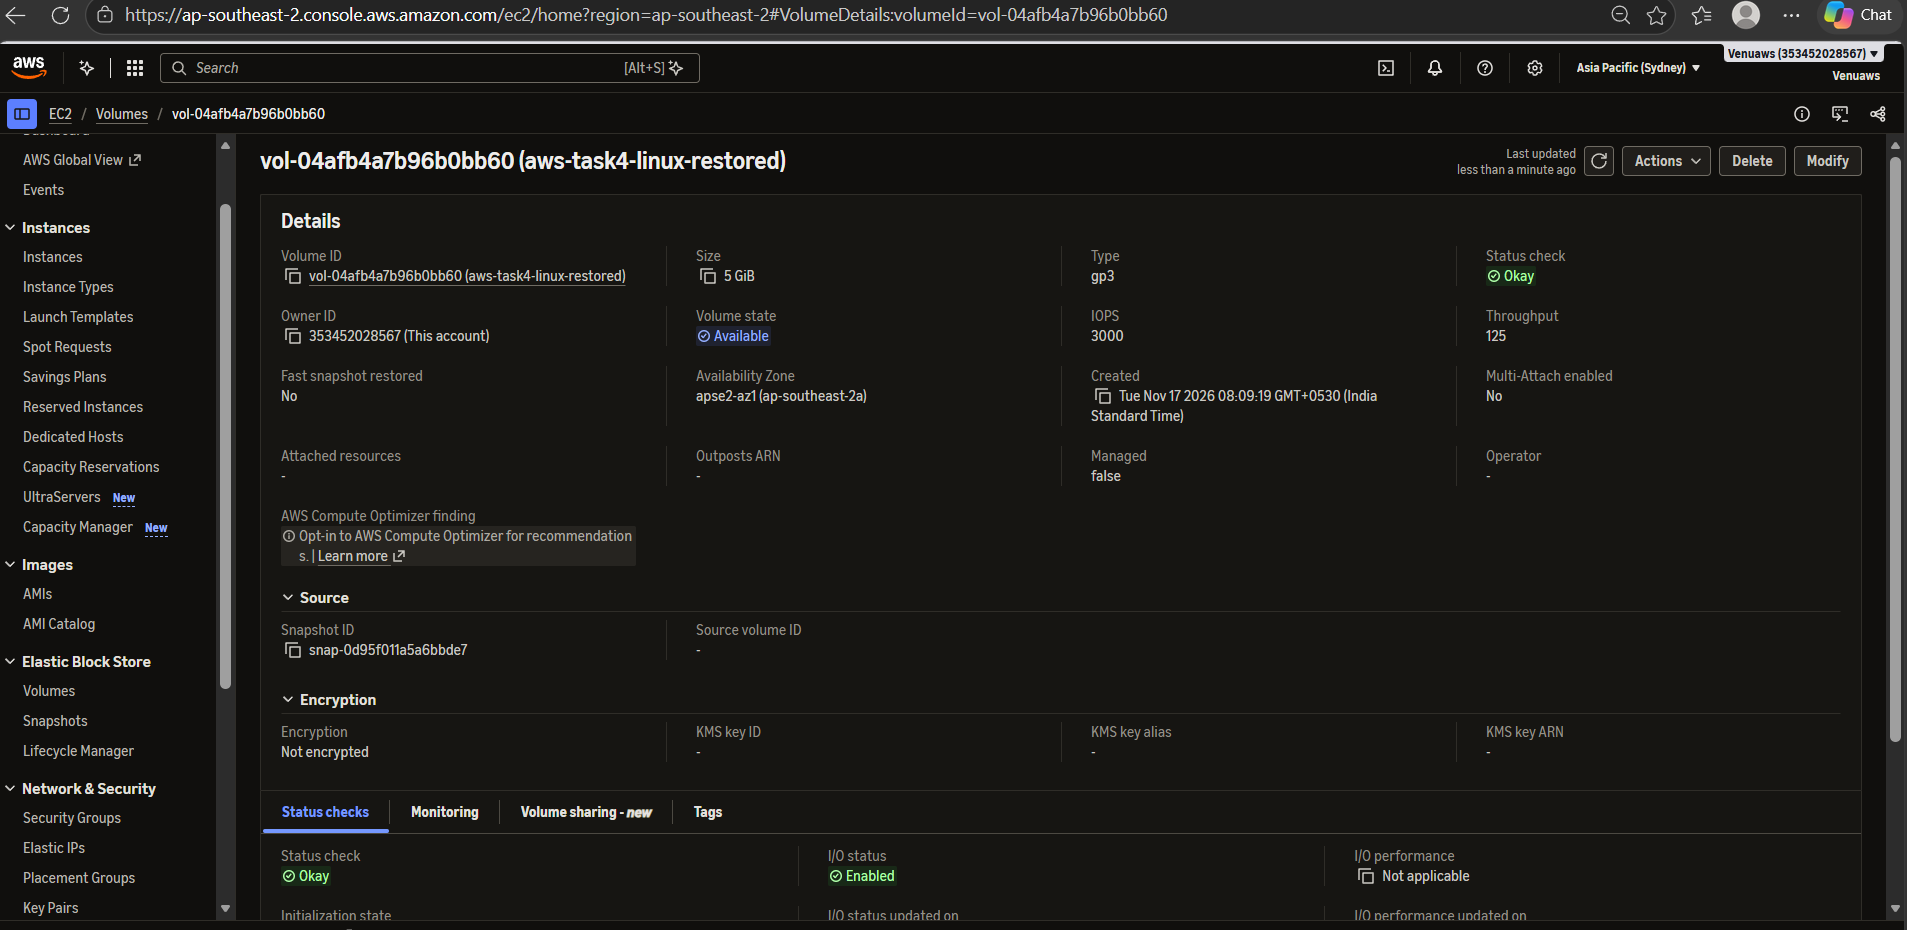 https://ap-southeast-2.console.aws.amazon.com/ec2/home?region=ap-southeast-2#VolumeDetails:volumeId=vol-04afb4a7b96b0bb60
Chat
aws
Search
[Alt+S]
Asia Pacific (Sydney)
Venuaws (353452028567)
Venuaws
EC2 / Volumes / vol-04afb4a7b96b0bb60
Dashboard
AWS Global View
Events
Instances
Instances
Instance Types
Launch Templates
Spot Requests
Savings Plans
Reserved Instances
Dedicated Hosts
Capacity Reservations
UltraServers New
Capacity Manager New
Images
AMIs
AMI Catalog
Elastic Block Store
Volumes
Snapshots
Lifecycle Manager
Network & Security
Security Groups
Elastic IPs
Placement Groups
Key Pairs
vol-04afb4a7b96b0bb60 (aws-task4-linux-restored)
Last updated
less than a minute ago
Actions
Delete
Modify
Details
Volume ID
vol-04afb4a7b96b0bb60 (aws-task4-linux-restored)
Size
5 GiB
Type
gp3
Status check
Okay
Owner ID
353452028567 (This account)
Volume state
Available
IOPS
3000
Throughput
125
Fast snapshot restored
No
Availability Zone
apse2-az1 (ap-southeast-2a)
Created
Tue Nov 17 2026 08:09:19 GMT+0530 (India
Standard Time)
Multi-Attach enabled
No
Attached resources
-
Outposts ARN
-
Managed
false
Operator
-
AWS Compute Optimizer finding
Opt-in to AWS Compute Optimizer for recommendation
s. | Learn more
Source
Snapshot ID
snap-0d95f011a5a6bbde7
Source volume ID
-
Encryption
Encryption
Not encrypted
KMS key ID
-
KMS key alias
-
KMS key ARN
-
Status checks
Monitoring
Volume sharing - new
Tags
Status check
Okay
I/O status
Enabled
I/O performance
Not applicable
Initialization state
I/O status updated on
I/O performance updated on